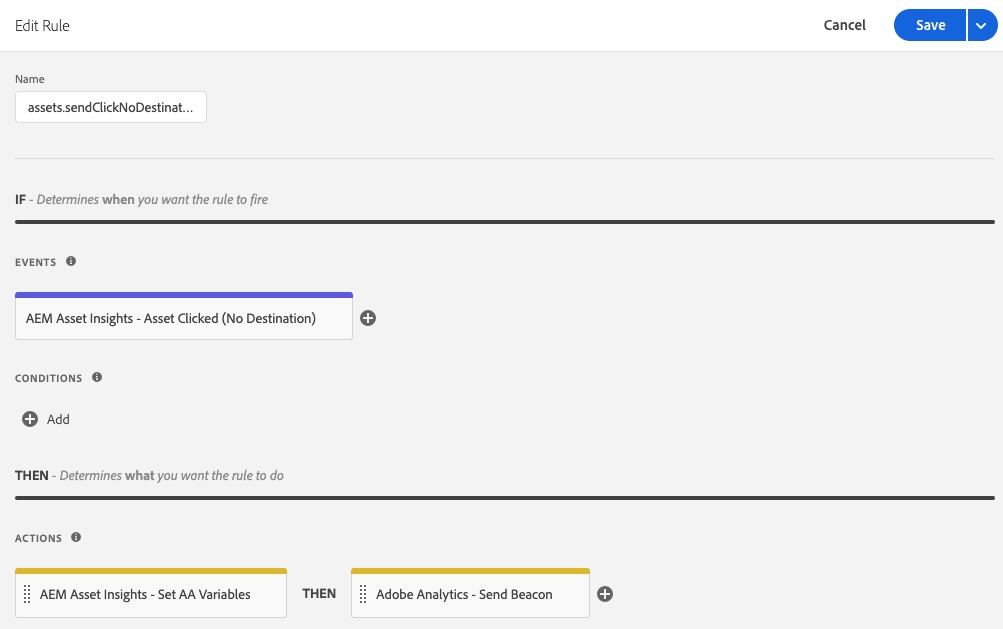 Edit Rule
Cancel
Save
Name
assets.sendClickNoDestinat...
IF - Determines when you want the rule to fire
EVENTS
AEM Asset Insights - Asset Clicked (No Destination)
CONDITIONS
Add
THEN - Determines what you want the rule to do
ACTIONS
AEM Asset Insights - Set AA Variables
THEN
Adobe Analytics - Send Beacon